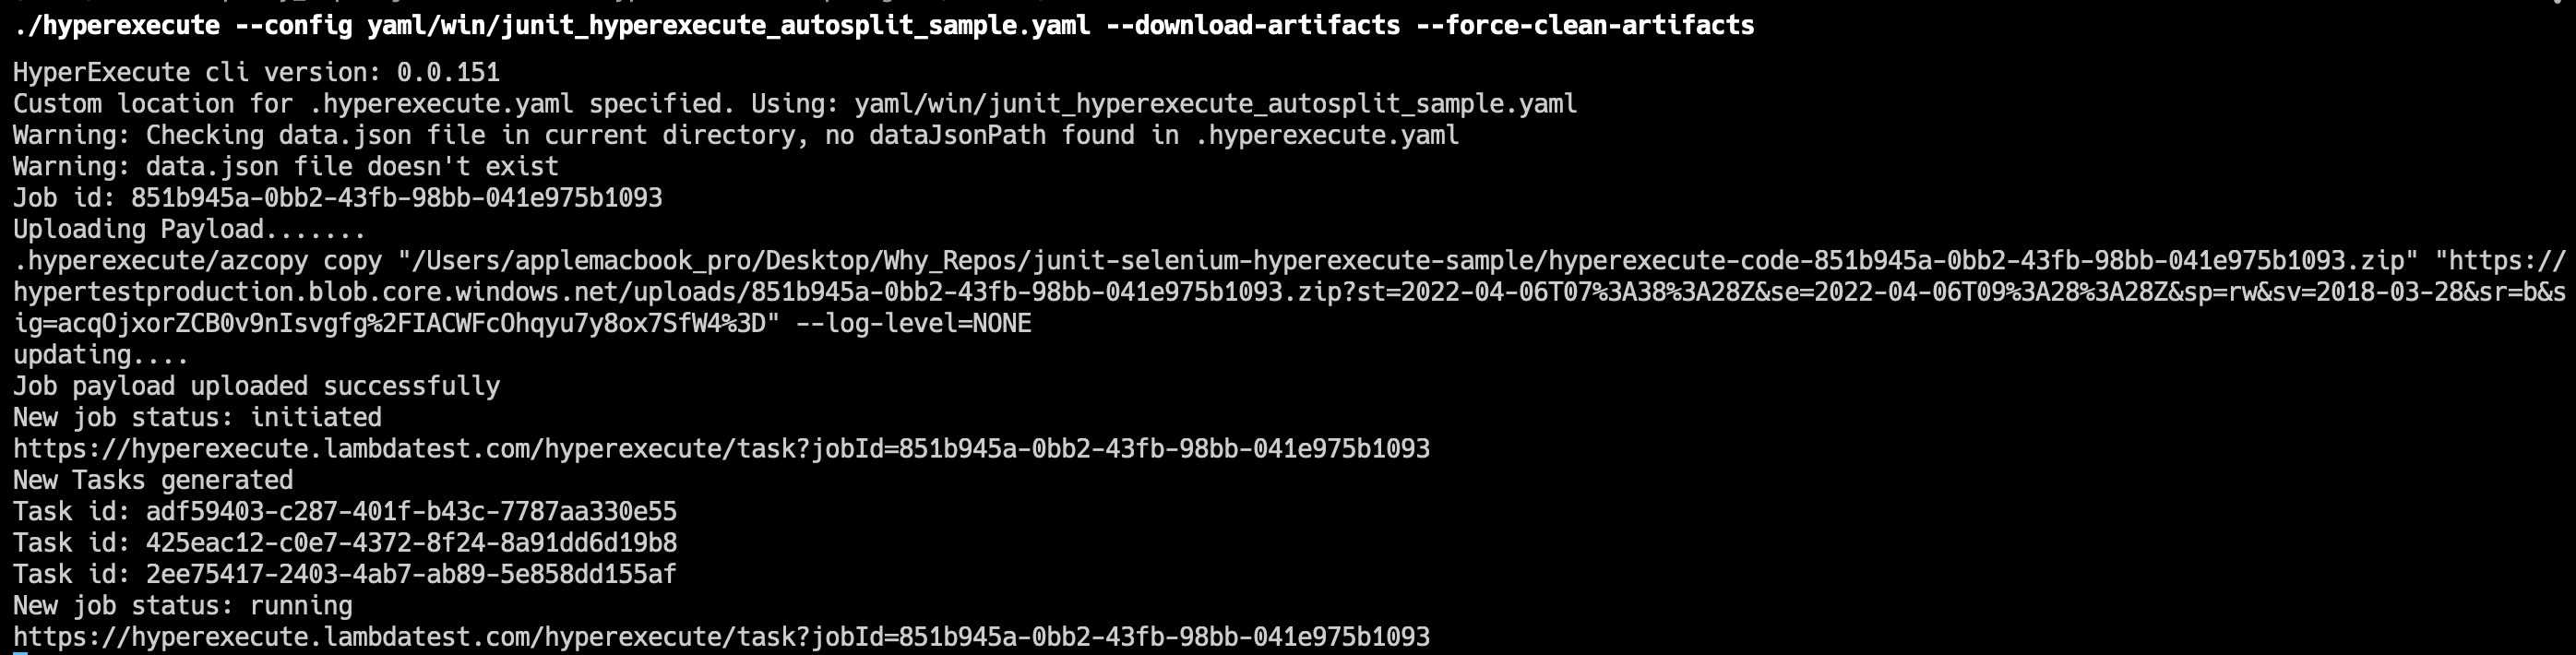 ./hyperexecute --config yaml/win/junit_hyperexecute_autosplit_sample.yaml --download-artifacts --force-clean-artifacts
HyperExecute cli version: 0.0.151
Custom location for .hyperexecute.yaml specified. Using: yaml/win/junit_hyperexecute_autosplit_sample.yaml
Warning: Checking data.json file in current directory, no dataJsonPath found in .hyperexecute.yaml
Warning: data.json file doesn't exist
Job id: 851b945a-0bb2-43fb-98bb-041e975b1093
Uploading Payload.......
.hyperexecute/azcopy copy "/Users/applemacbook_pro/Desktop/Why_Repos/junit-selenium-hyperexecute-sample/hyperexecute-code-851b945a-0bb2-43fb-98bb-041e975b1093.zip" "https://
hypertestproduction.blob.core.windows.net/uploads/851b945a-0bb2-43fb-98bb-041e975b1093.zip?st=2022-04-06T07%3A38%3A28Z&se=2022-04-06T09%3A28%3A28Z&sp=rw&sv=2018-03-28&sr=b&s
ig=acqOjxorZCB0v9nIsvgfg%2FIACWFcOhqyu7y8ox7SfW4%3D" --log-level=NONE
updating....
Job payload uploaded successfully
New job status: initiated
https://hyperexecute.lambdatest.com/hyperexecute/task?jobId=851b945a-0bb2-43fb-98bb-041e975b1093
New Tasks generated
Task id: adf59403-c287-401f-b43c-7787aa330e55
Task id: 425eac12-c0e7-4372-8f24-8a91dd6d19b8
Task id: 2ee75417-2403-4ab7-ab89-5e858dd155af
New job status: running
https://hyperexecute.lambdatest.com/hyperexecute/task?jobId=851b945a-0bb2-43fb-98bb-041e975b1093